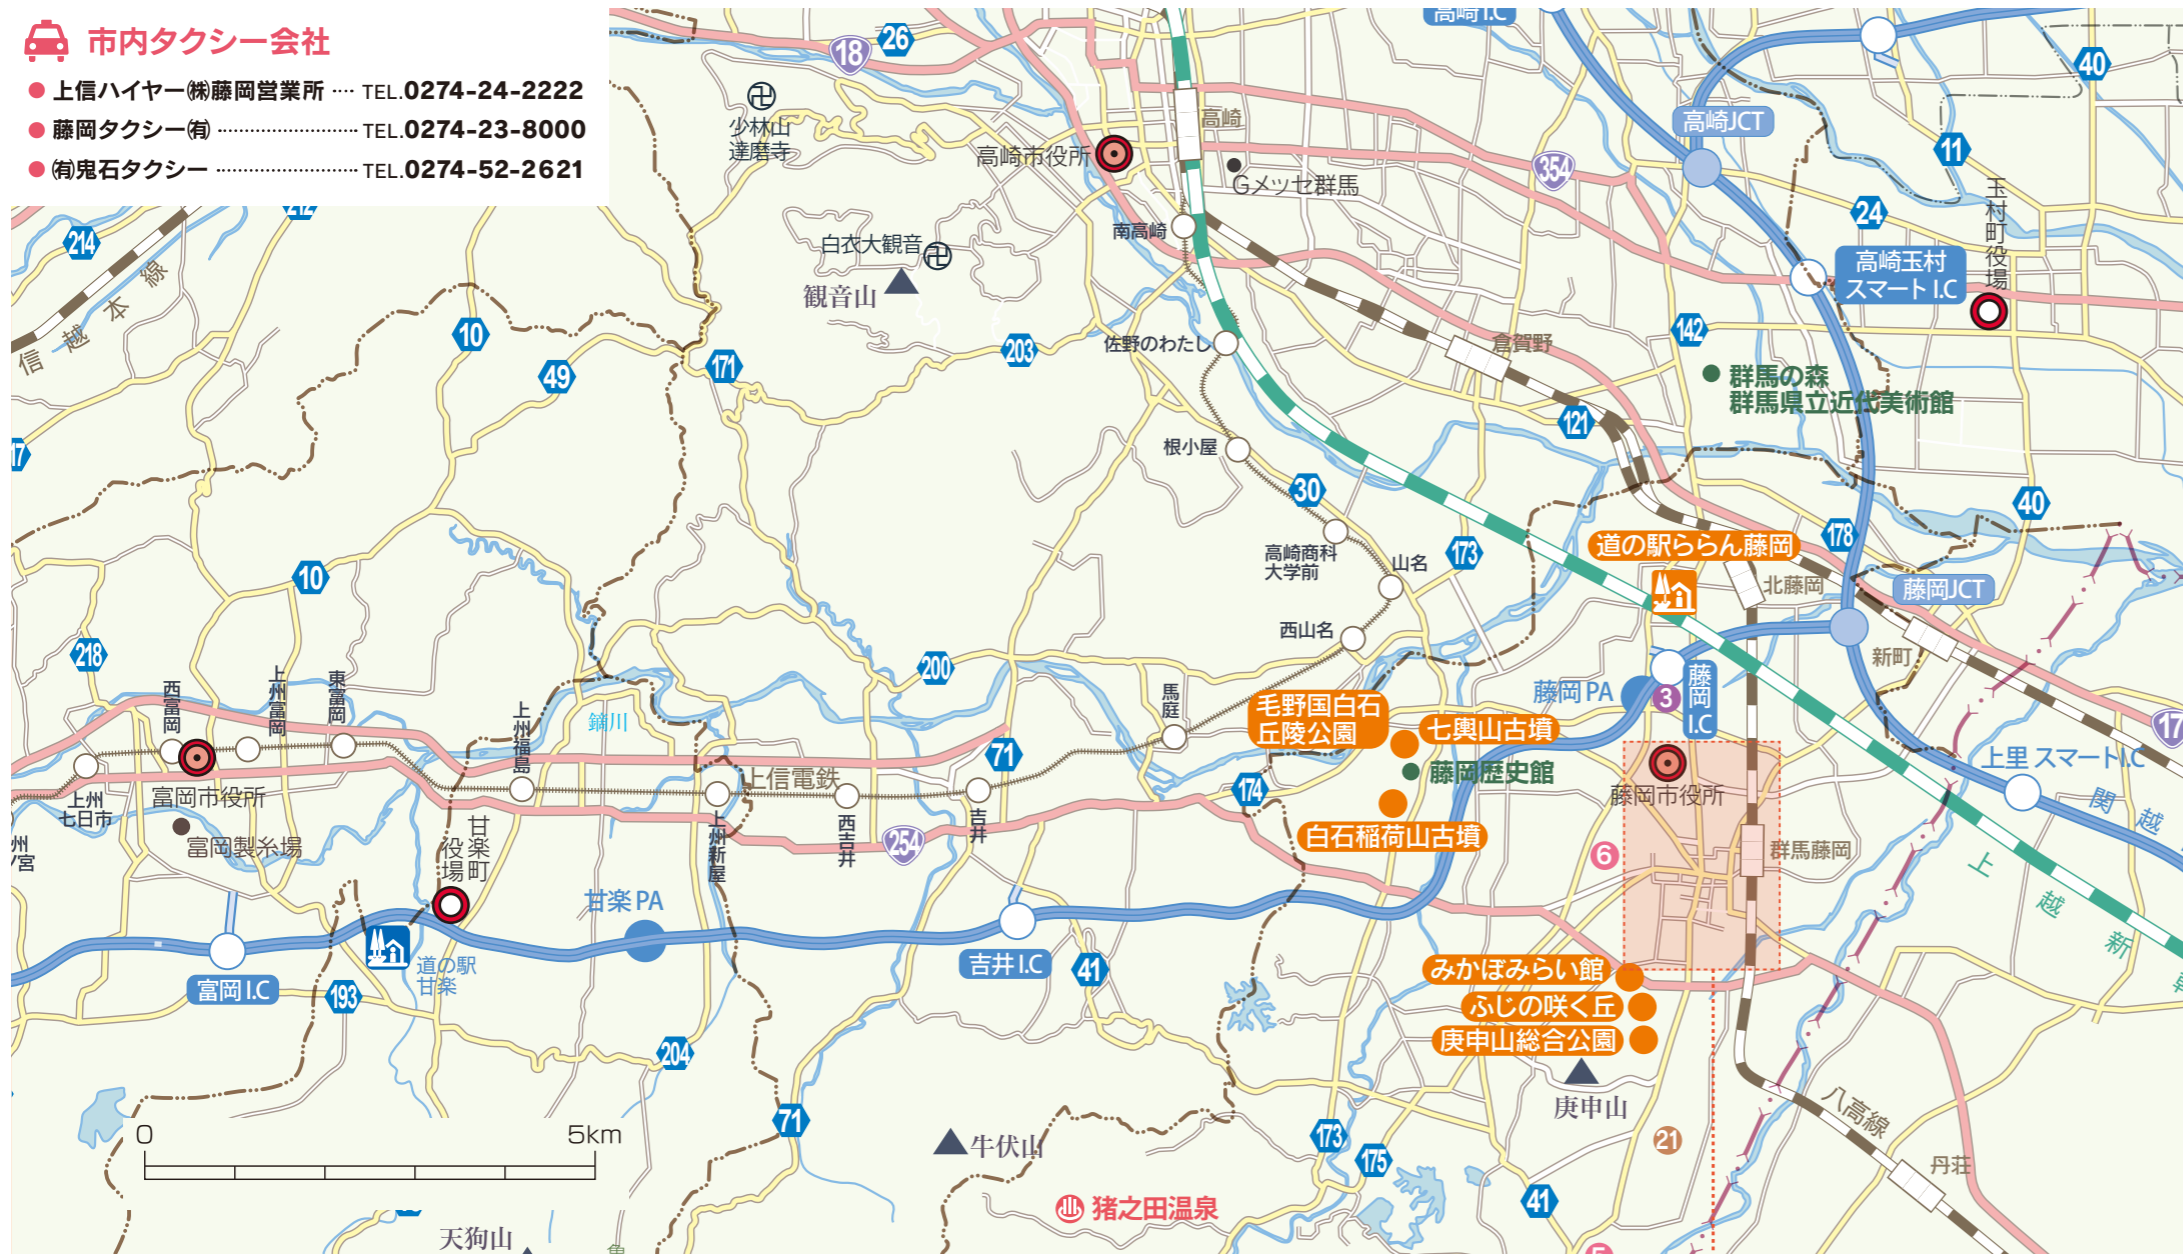 市内タクシー会社
上信ハイヤー㈱藤岡営業所 ···· TEL.0274-24-2222
藤岡タクシー㈲ ···························· TEL.0274-23-8000
㈲鬼石タクシー ···························· TEL.0274-52-2621
高崎I.C
18
26
40
少林山
達磨寺
高崎市役所
高崎
Gメッセ群馬
354
高崎JCT
11
24
玉村町役場
高崎玉村
スマート I.C
214
信越本線
白衣大観音
観音山
南高崎
佐野のわたし
倉賀野
142
10
49
171
203
群馬の森
群馬県立近代美術館
121
根小屋
30
高崎商科
大学前
山名
173
西山名
道の駅ららん藤岡
北藤岡
178
40
藤岡JCT
新町
10
218
西富岡
上州富岡
東富岡
上州福島
鏑川
200
馬庭
毛野国白石
丘陵公園
七輿山古墳
藤岡歴史館
白石稲荷山古墳
藤岡 PA
3
藤岡I.C
17
上里 スマートI.C
関越
上越新
上州
七日市
富岡市役所
富岡製糸場
甘楽町
役場
上信電鉄
上州新屋
西吉井
254
吉井
71
174
藤岡市役所
6
群馬藤岡
甘楽 PA
富岡 I.C
道の駅
甘楽
193
204
吉井 I.C
41
みかぼみらい館
ふじの咲く丘
庚申山総合公園
庚申山
21
八高線
丹荘
0
5km
71
牛伏山
173
175
41
猪之田温泉
天狗山